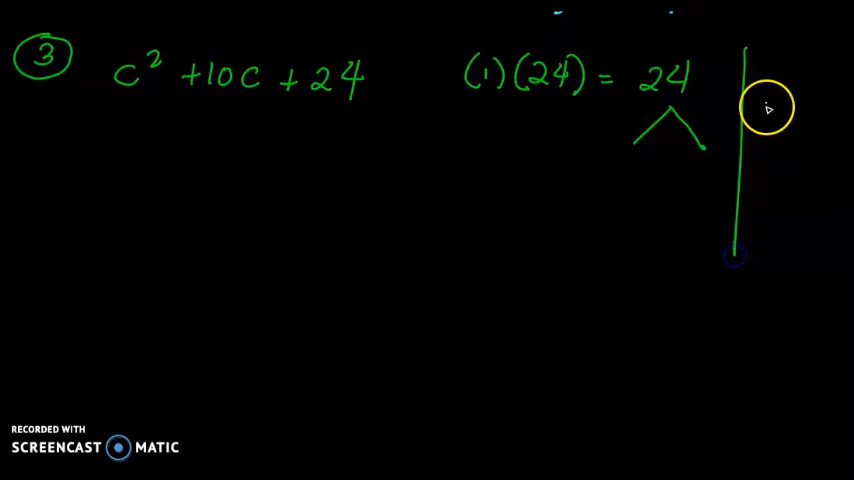 3 c² +10c + 24 (1)(24) = 24
RECORDED WITH
SCREENCAST MATIC